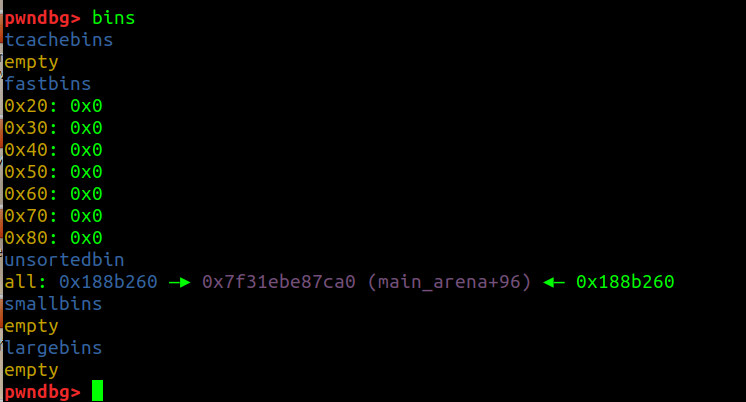 pwndbg> bins
tcachebins
empty
fastbins
0x20: 0x0
0x30: 0x0
0x40: 0x0
0x50: 0x0
0x60: 0x0
0x70: 0x0
0x80: 0x0
unsortedbin
all: 0x188b260 —▸ 0x7f31ebe87ca0 (main_arena+96) ◂— 0x188b260
smallbins
empty
largebins
empty
pwndbg>